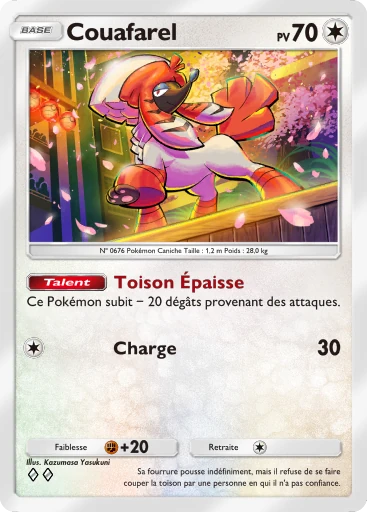 BASE
Couafarel
PV 70
N° 0676 Pokémon Caniche Taille : 1,2 m Poids : 28,0 kg
Talent Toison Épaisse
Ce Pokémon subit − 20 dégâts provenant des attaques.
Charge 30
Faiblesse +20
Retraite
Illus. Kazumasa Yasukuni
Sa fourrure pousse indéfiniment, mais il refuse de se faire
couper la toison par une personne en qui il n'a pas confiance.